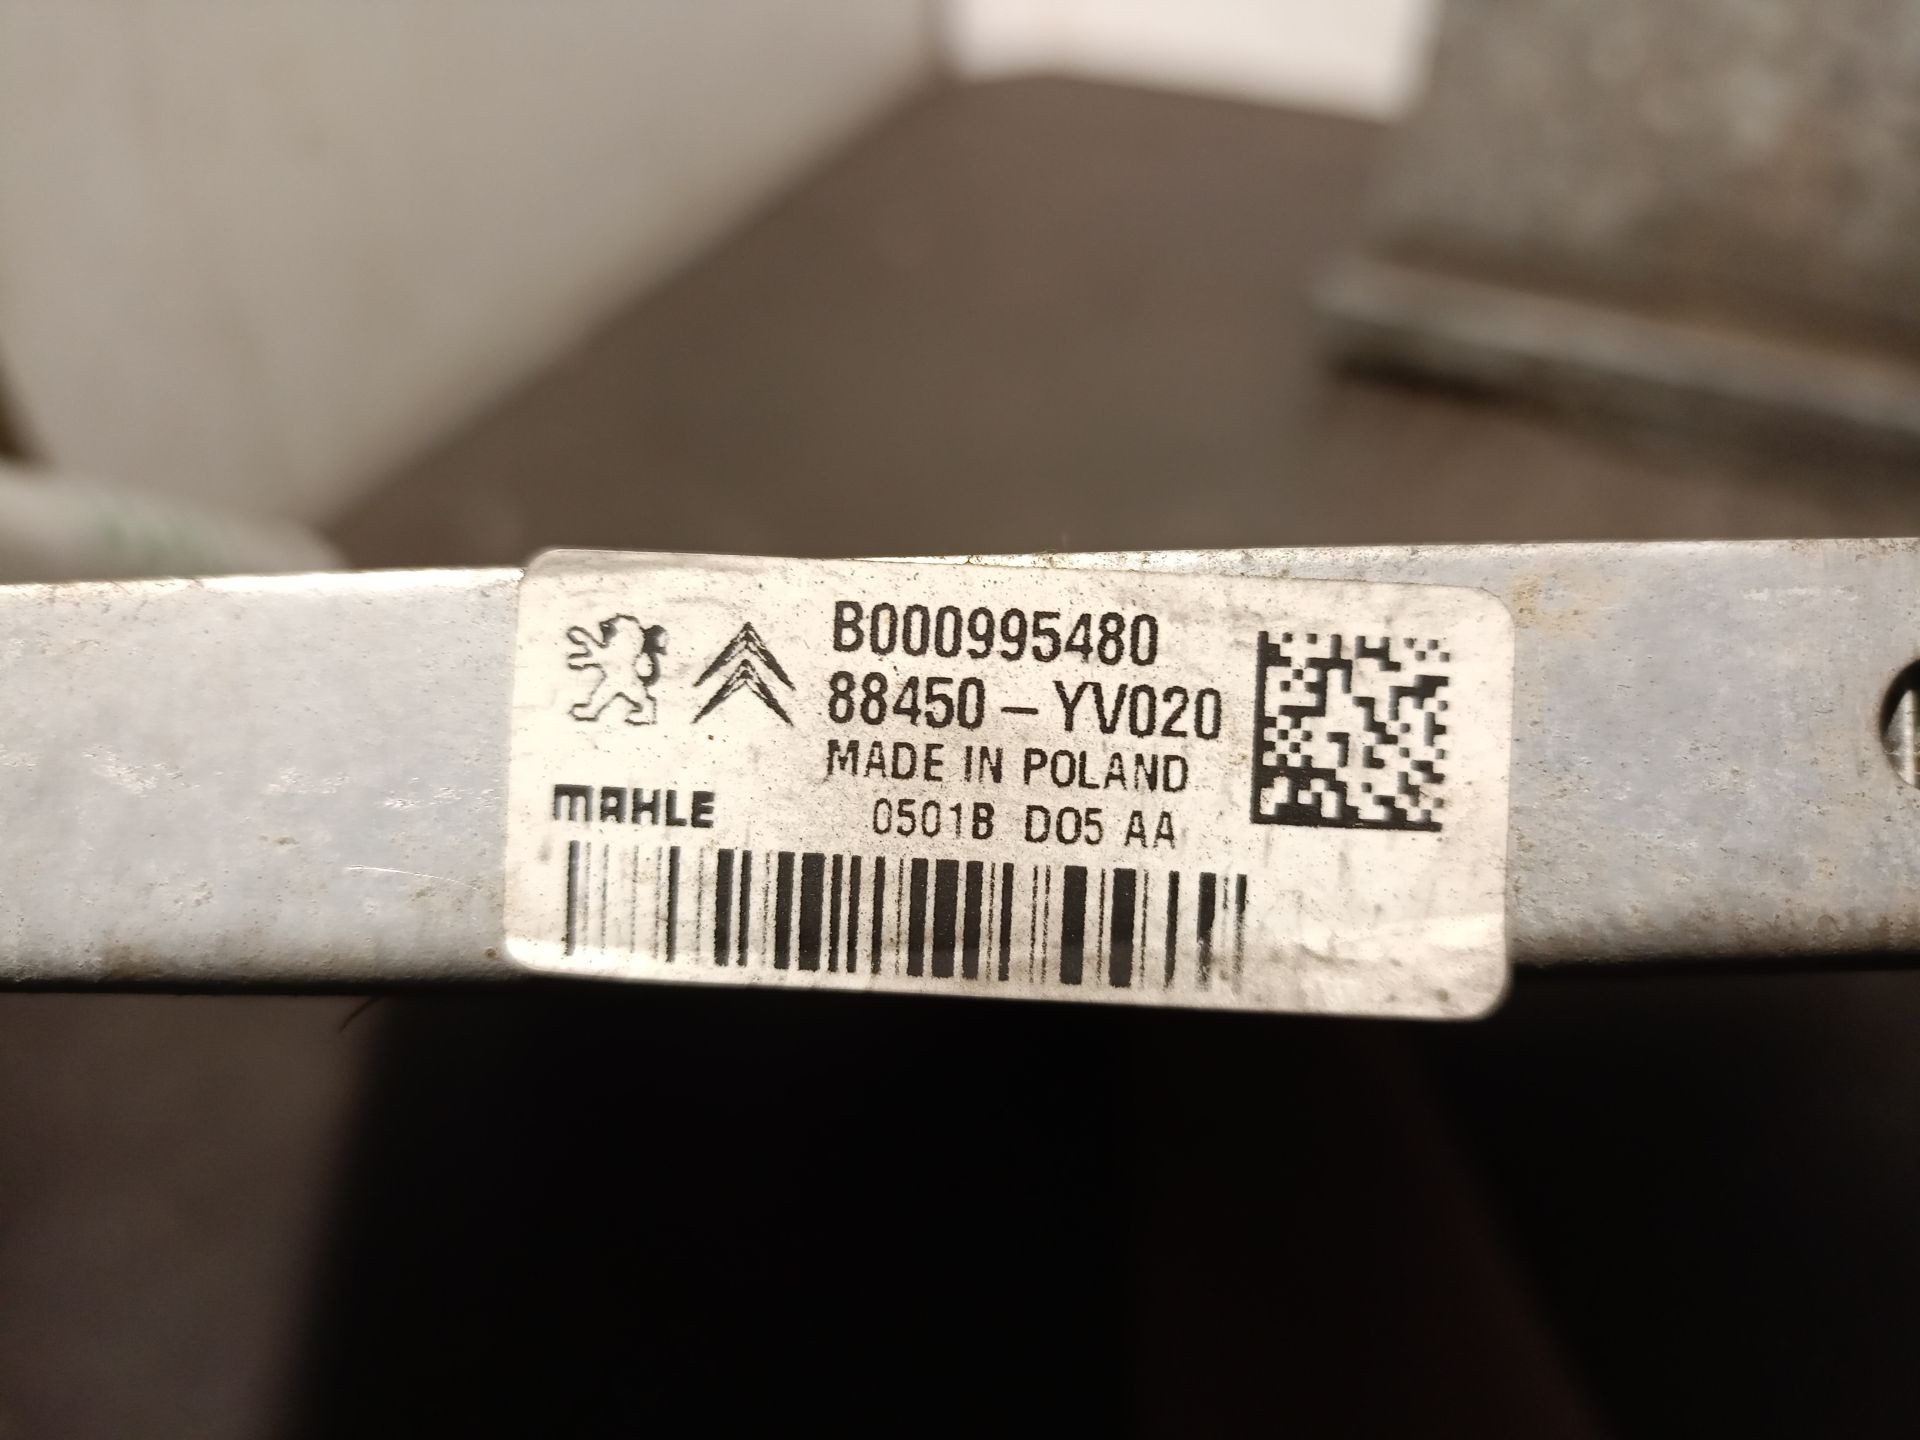 B000995480
88450-YV020
MADE IN POLAND
MAHLE
0501B D05 AA